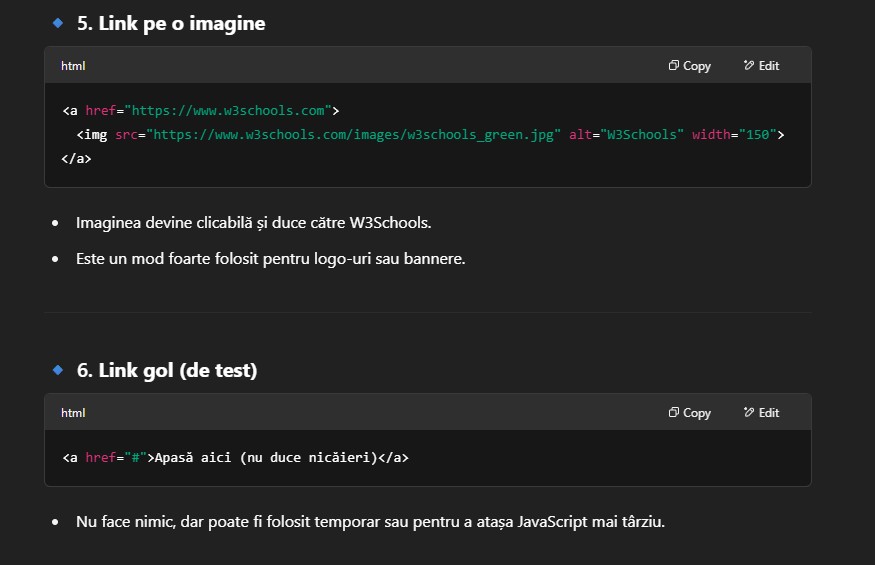 5. Link pe o imagine
html
Copy
Edit
<a href="https://www.w3schools.com">
<img src="https://www.w3schools.com/images/w3schools_green.jpg" alt="W3Schools" width="150">
</a>
Imaginea devine clicabilă și duce către W3Schools.
Este un mod foarte folosit pentru logo-uri sau bannere.
6. Link gol (de test)
html
Copy
Edit
<a href="#">Apasă aici (nu duce nicăieri)</a>
Nu face nimic, dar poate fi folosit temporar sau pentru a atașa JavaScript mai târziu.